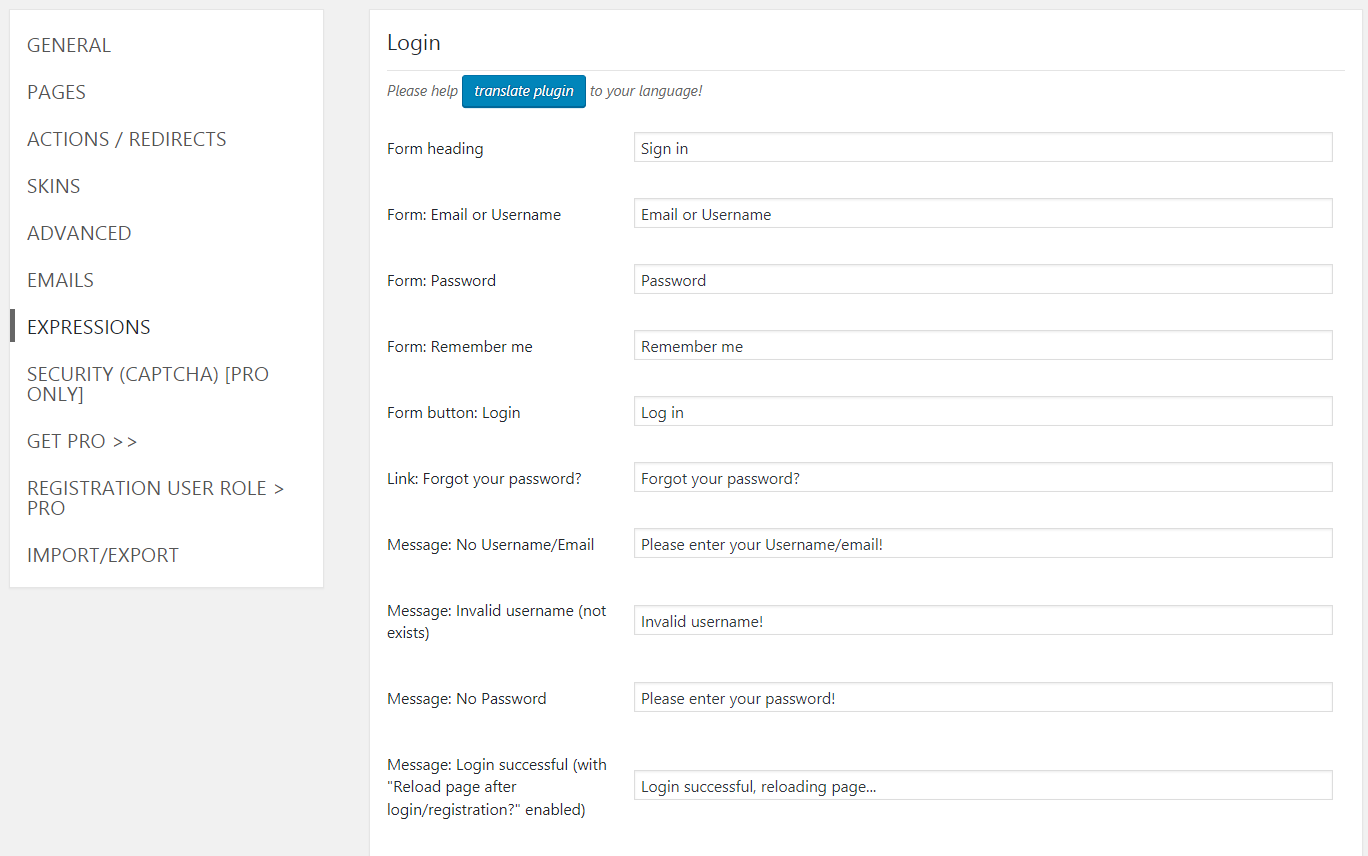 GENERAL
PAGES
ACTIONS / REDIRECTS
SKINS
ADVANCED
EMAILS
EXPRESSIONS
SECURITY (CAPTCHA) [PRO
ONLY]
GET PRO >>
REGISTRATION USER ROLE >
PRO
IMPORT/EXPORT
Login
Please help translate plugin to your language!
Form heading
Sign in
Form: Email or Username
Email or Username
Form: Password
Password
Form: Remember me
Remember me
Form button: Login
Log in
Link: Forgot your password?
Forgot your password?
Message: No Username/Email
Please enter your Username/email!
Message: Invalid username (not
exists)
Invalid username!
Message: No Password
Please enter your password!
Message: Login successful (with
"Reload page after
login/registration?" enabled)
Login successful, reloading page...